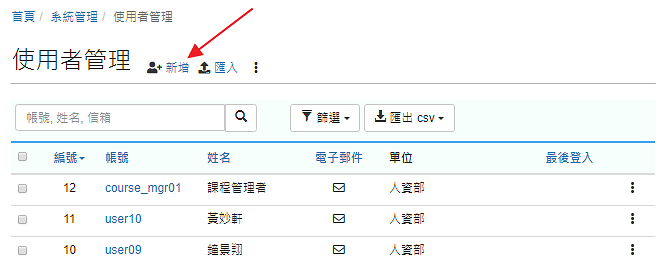 首頁 / 系統管理 / 使用者管理
使用者管理 新增 匯入
帳號, 姓名, 信箱 篩選 匯出 csv
編號 帳號 姓名 電子郵件 單位 最後登入
12 course_mgr01 課程管理者 人資部
11 user10 黃妙軒 人資部
10 user09 鐘景翔 人資部